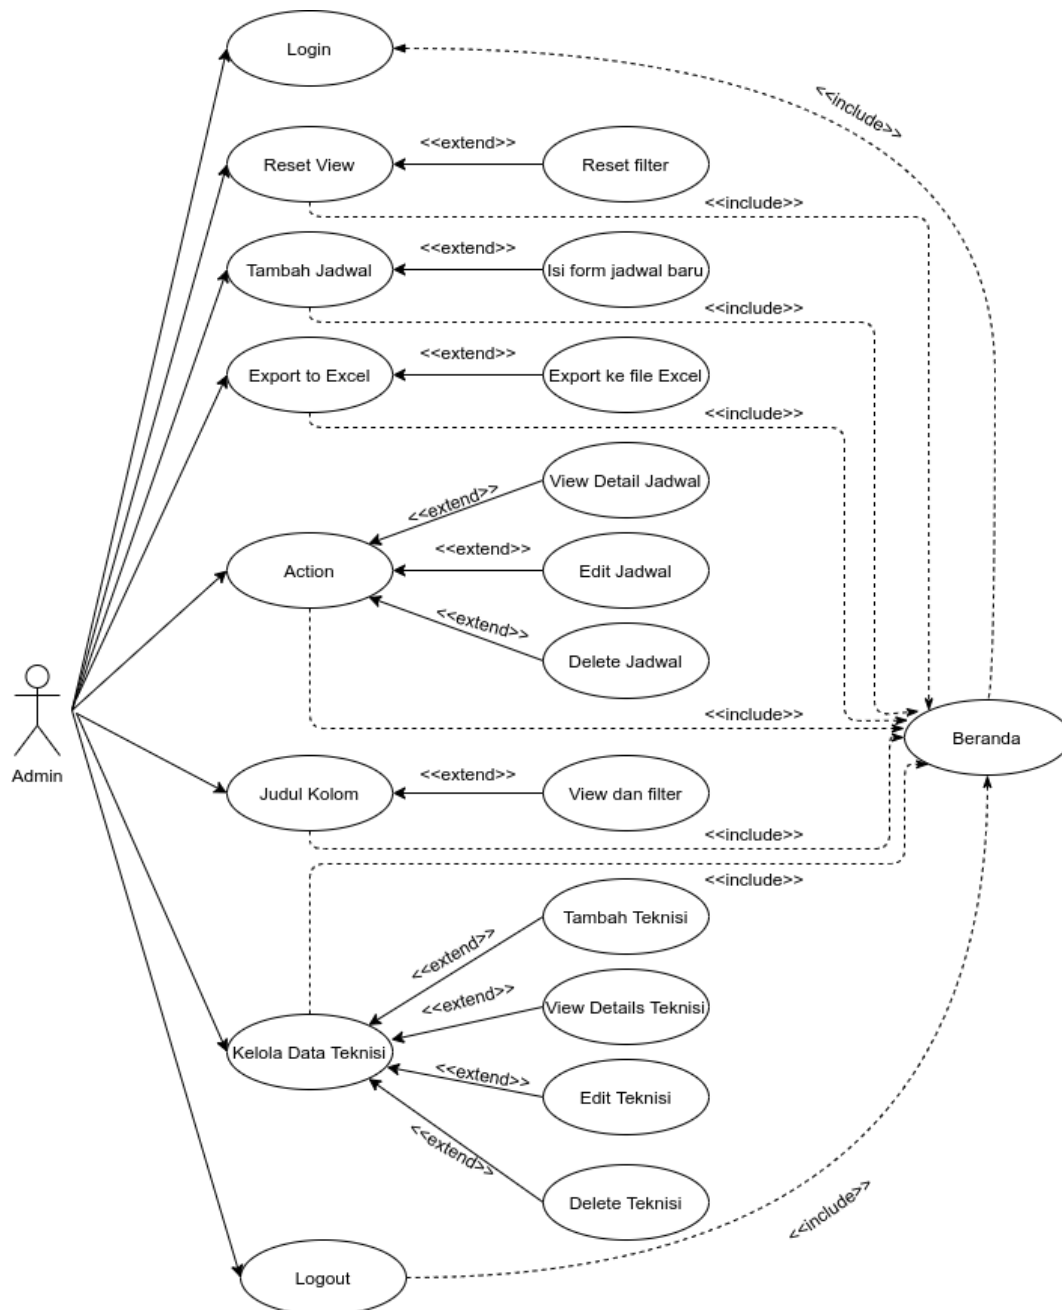 Login
<<include>>
<<extend>>
Reset View
Reset filter
<<include>>
<<extend>>
Tambah Jadwal
Isi form jadwal baru
<<include>>
<<extend>>
Export to Excel
Export ke file Excel
<<include>>
View Detail Jadwal
<<extend>>
<<extend>>
Action
Edit Jadwal
<<extend>>
Delete Jadwal
<<include>>
Beranda
Admin
<<extend>>
Judul Kolom
View dan filter
<<include>>
<<include>>
Tambah Teknisi
<<extend>>
<<extend>>
View Details Teknisi
Kelola Data Teknisi
<<extend>>
Edit Teknisi
<<extend>>
Delete Teknisi
<<include>>
Logout